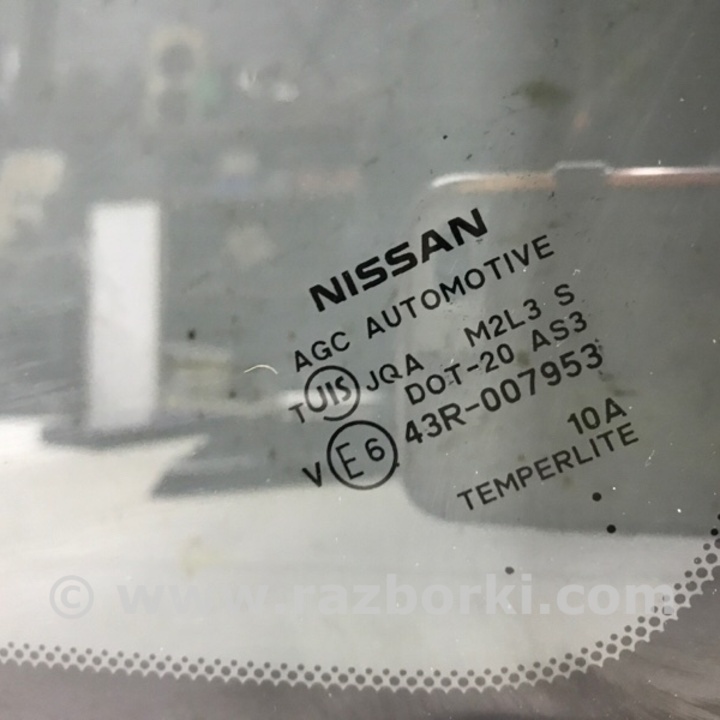 NISSAN
AGC AUTOMOTIVE
M2L3 S
T JIS JQA DOT-20 AS3
V E6 43R-007953
10A
TEMPERLITE
© www.razborki.com